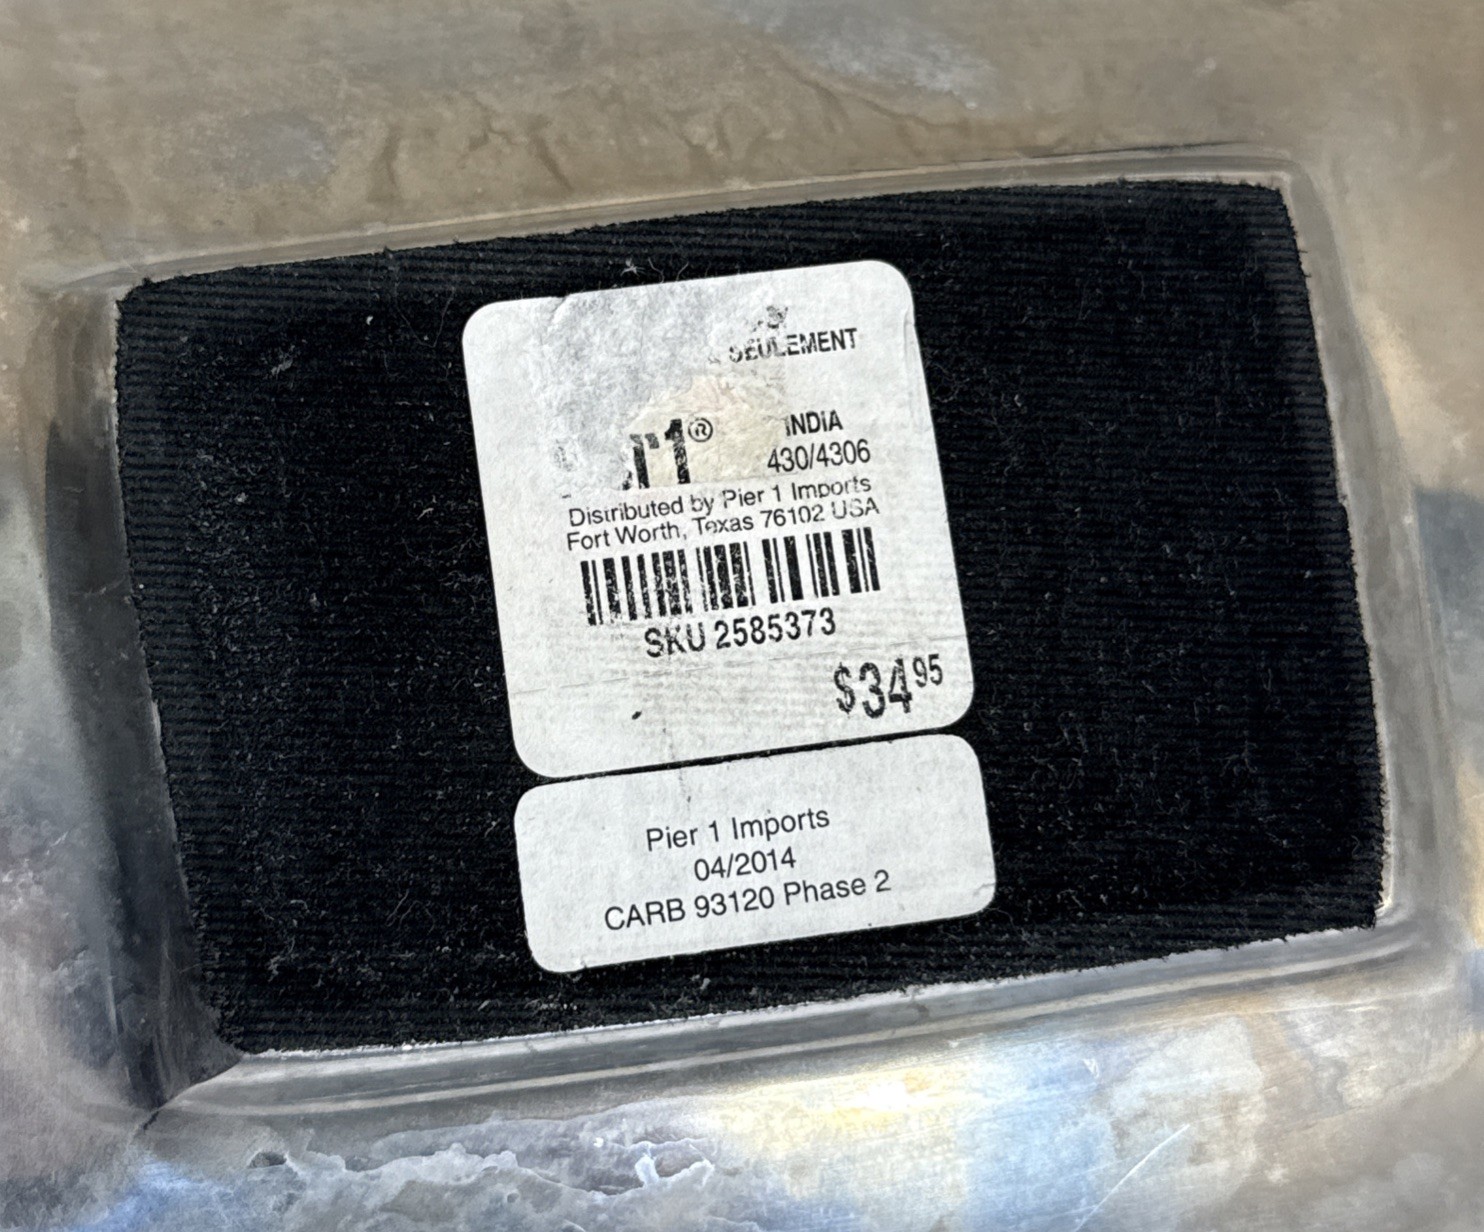 SEULEMENT
r1®
INDIA
430/4306
Distributed by Pier 1 Imports
Fort Worth, Texas 76102 USA
SKU 2585373
$34 95
Pier 1 Imports
04/2014
CARB 93120 Phase 2